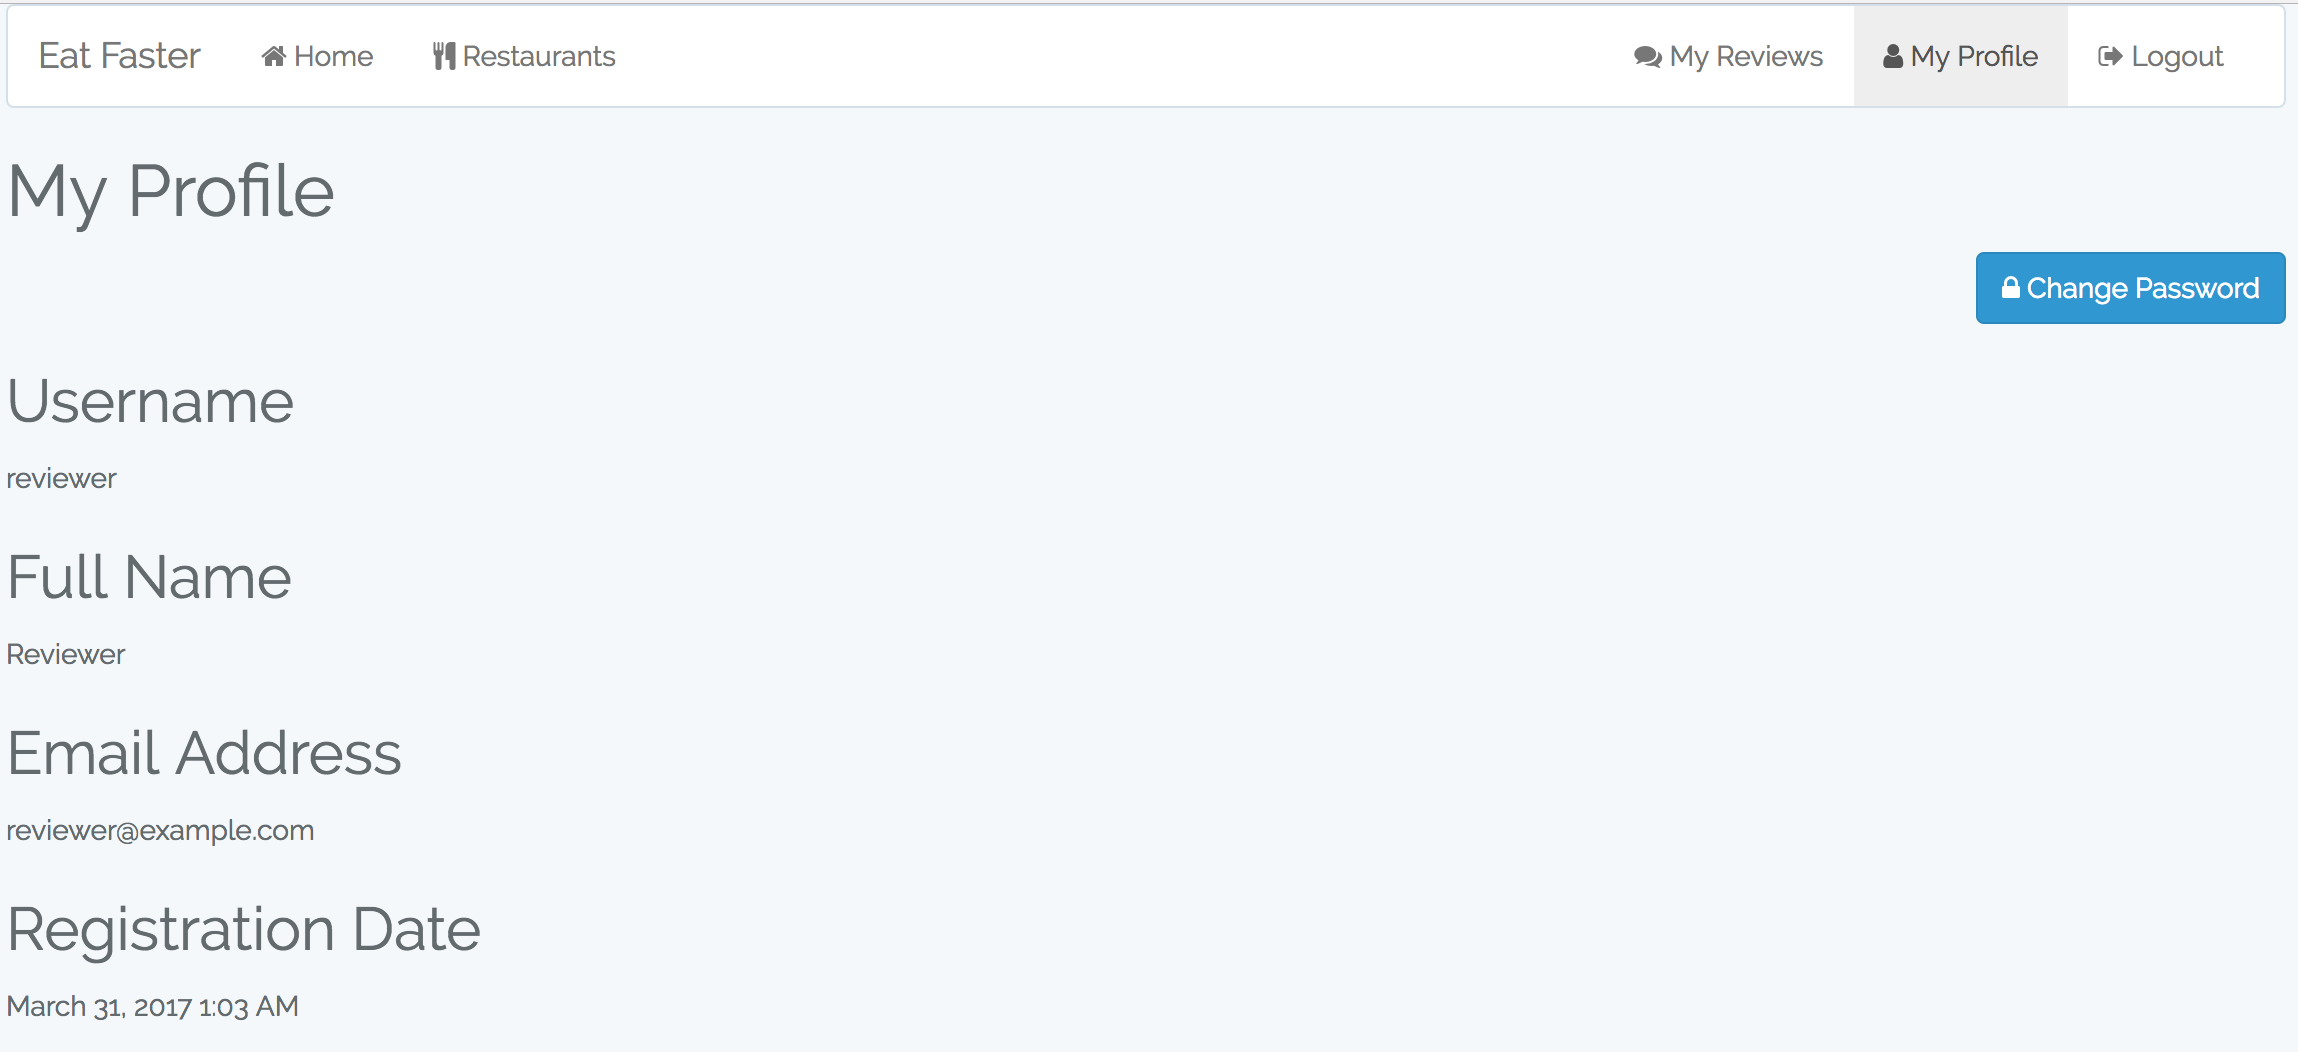 Eat Faster Home Restaurants My Reviews My Profile Logout
My Profile
Change Password
Username
reviewer
Full Name
Reviewer
Email Address
reviewer@example.com
Registration Date
March 31, 2017 1:03 AM